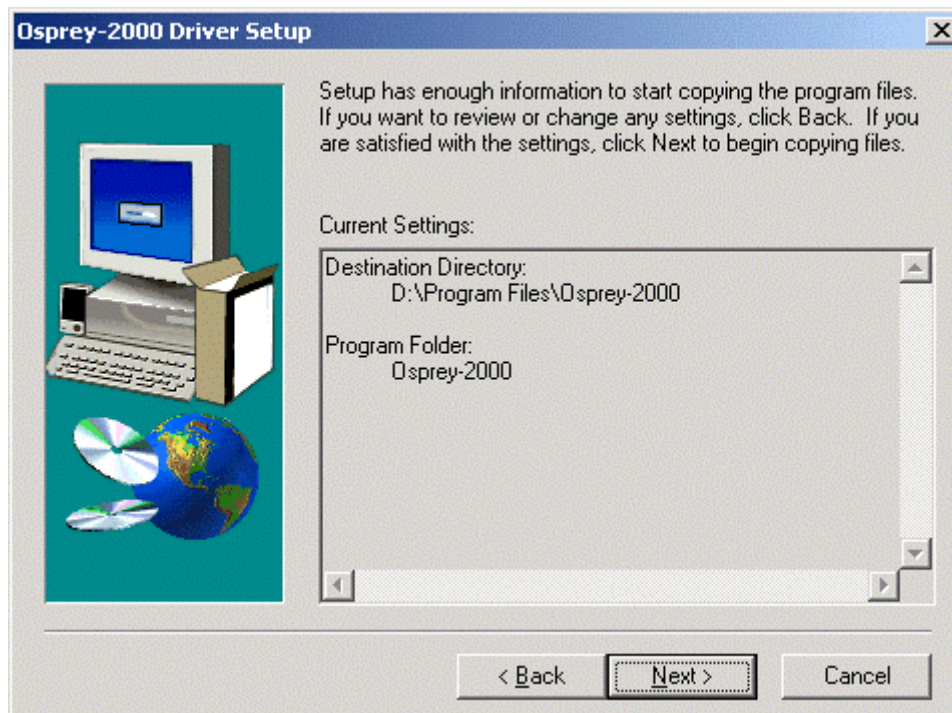 Osprey-2000 Driver Setup
Setup has enough information to start copying the program files.
If you want to review or change any settings, click Back.  If you
are satisfied with the settings, click Next to begin copying files.
Current Settings:
Destination Directory:
D:\Program Files\Osprey-2000
Program Folder:
Osprey-2000
< Back
Next >
Cancel